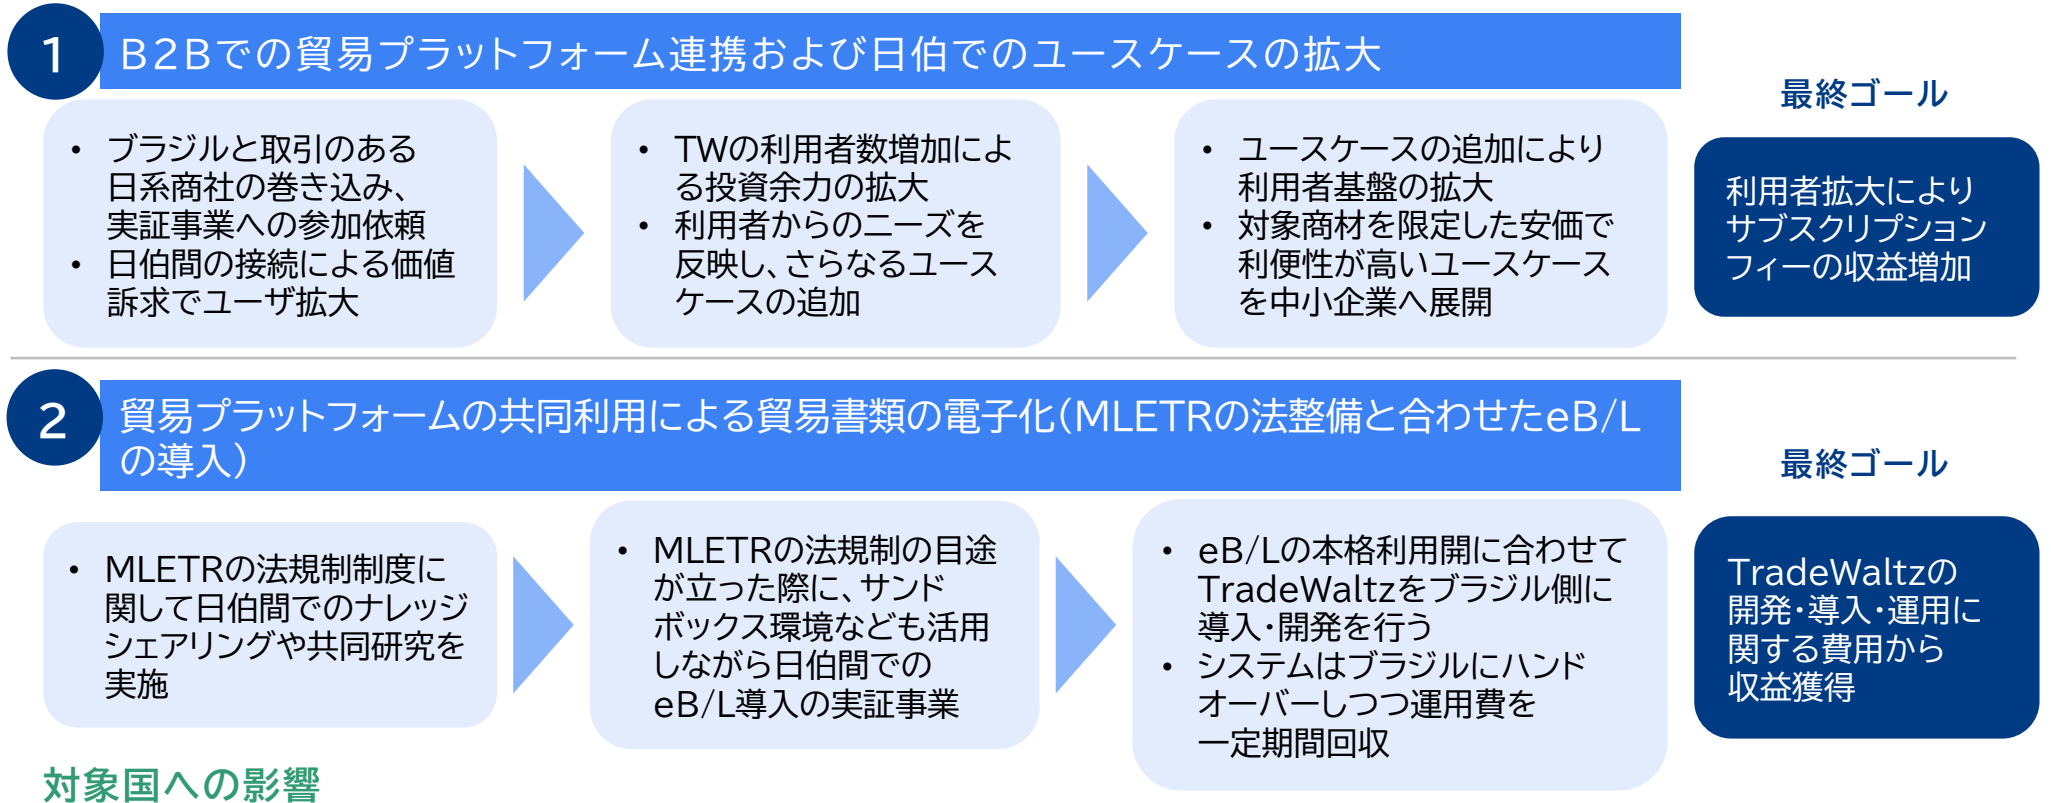 1
B2Bでの貿易プラットフォーム連携および日伯でのユースケースの拡大
• ブラジルと取引のある
日系商社の巻き込み、
実証事業への参加依頼
• 日伯間の接続による価値
訴求でユーザ拡大
• TWの利用者数増加によ
る投資余力の拡大
• 利用者からのニーズを
反映し、さらなるユース
ケースの追加
• ユースケースの追加により
利用者基盤の拡大
• 対象商材を限定した安価で
利便性が高いユースケース
を中小企業へ展開
最終ゴール
利用者拡大により
サブスクリプション
フィーの収益増加
2
貿易プラットフォームの共同利用による貿易書類の電子化(MLETRの法整備と合わせたeB/L
の導入)
• MLETRの法規制制度に
関して日伯間でのナレッジ
シェアリングや共同研究を
実施
• MLETRの法規制の目途
が立った際に、サンド
ボックス環境なども活用
しながら日伯間での
eB/L導入の実証事業
• eB/Lの本格利用開に合わせて
TradeWaltzをブラジル側に
導入・開発を行う
• システムはブラジルにハンド
オーバーしつつ運用費を
一定期間回収
最終ゴール
TradeWaltzの
開発・導入・運用に
関する費用から
収益獲得
対象国への影響